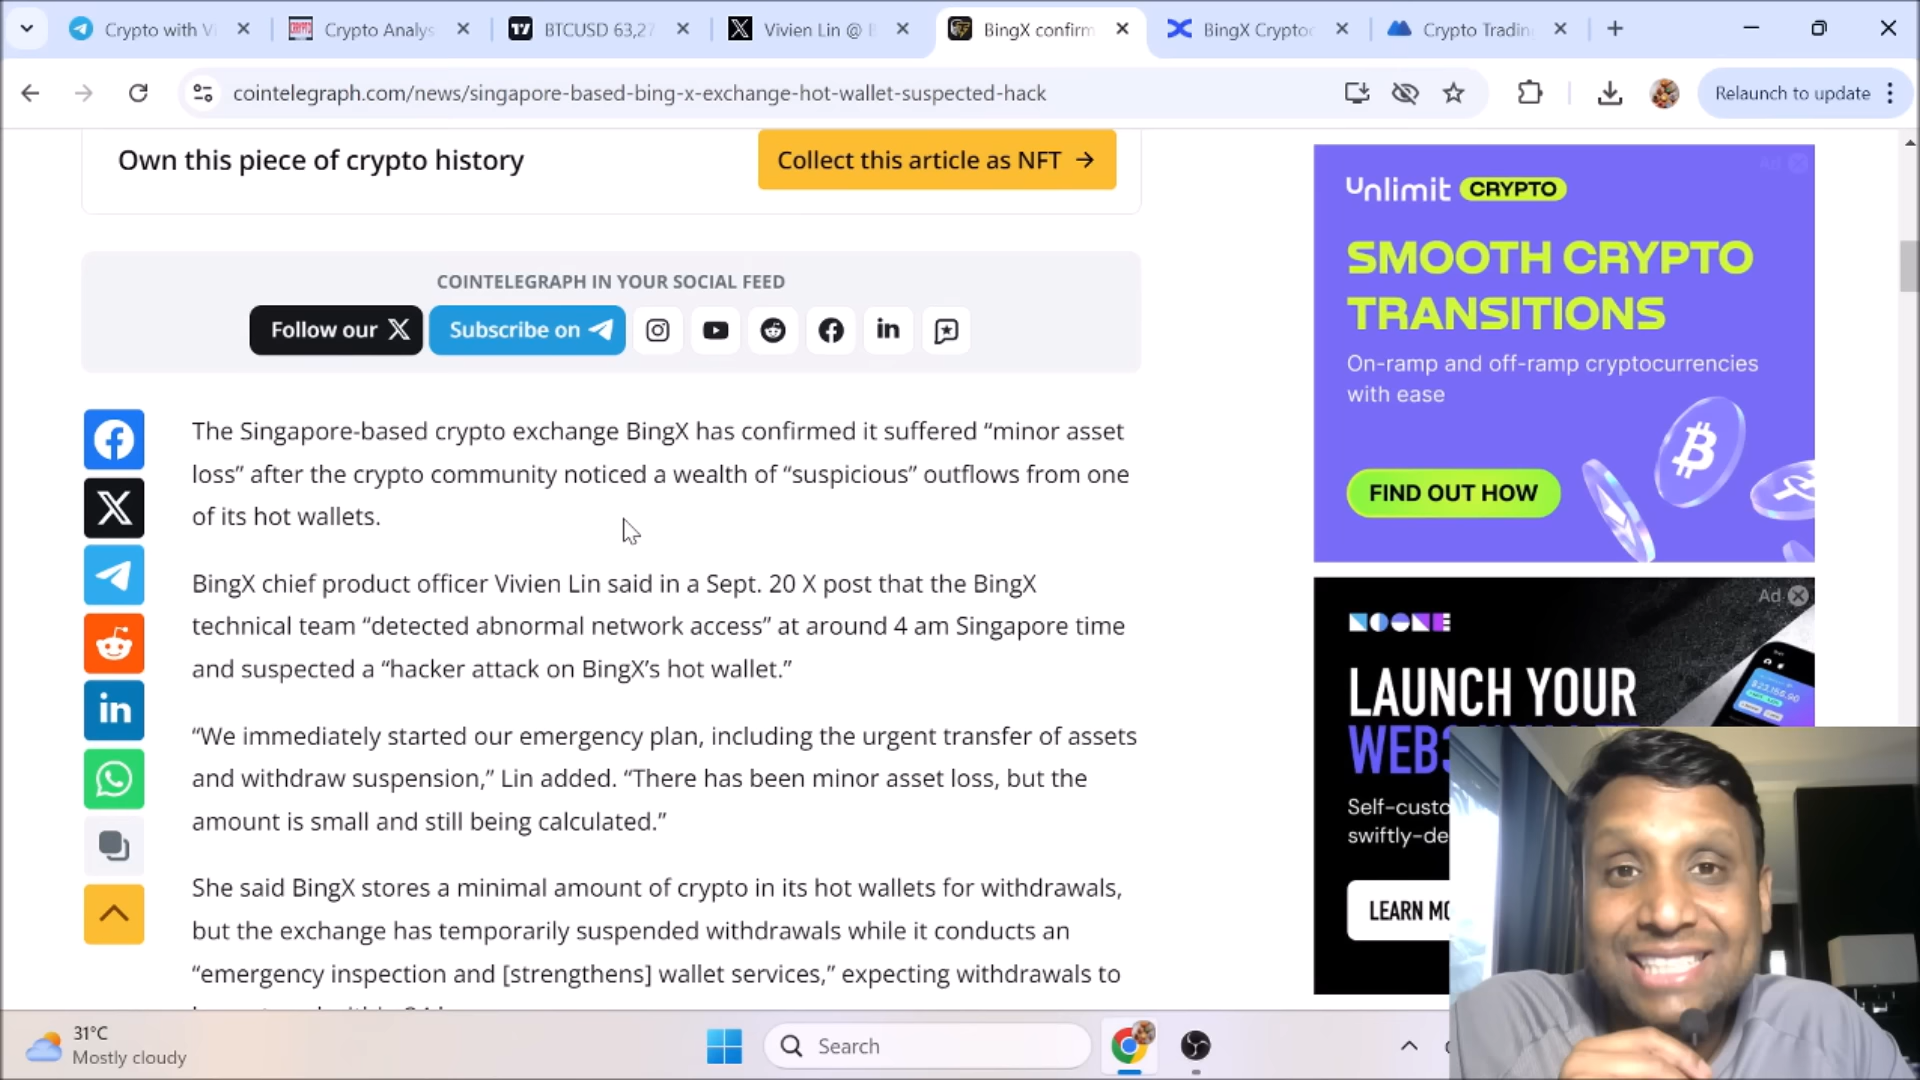 Crypto with Vi
Crypto Analys
BTCUSD 63,27
Vivien Lin @ B
BingX confirm
BingX Cryptoc
Crypto Trading
cointelegraph.com/news/singapore-based-bing-x-exchange-hot-wallet-suspected-hack
Relaunch to update
Own this piece of crypto history
Collect this article as NFT →
COINTELEGRAPH IN YOUR SOCIAL FEED
Follow our X
Subscribe on
The Singapore-based crypto exchange BingX has confirmed it suffered “minor asset
loss” after the crypto community noticed a wealth of “suspicious” outflows from one
of its hot wallets.
BingX chief product officer Vivien Lin said in a Sept. 20 X post that the BingX
technical team “detected abnormal network access” at around 4 am Singapore time
and suspected a “hacker attack on BingX’s hot wallet.”
“We immediately started our emergency plan, including the urgent transfer of assets
and withdraw suspension,” Lin added. “There has been minor asset loss, but the
amount is small and still being calculated.”
She said BingX stores a minimal amount of crypto in its hot wallets for withdrawals,
but the exchange has temporarily suspended withdrawals while it conducts an
“emergency inspection and [strengthens] wallet services,” expecting withdrawals to
Ad
Unlimit CRYPTO
SMOOTH CRYPTO
TRANSITIONS
On-ramp and off-ramp cryptocurrencies
with ease
FIND OUT HOW
Ad
NOONE
LAUNCH YOUR
WEB3
Self-custo
swiftly-de
LEARN MO
31°C
Mostly cloudy
Search